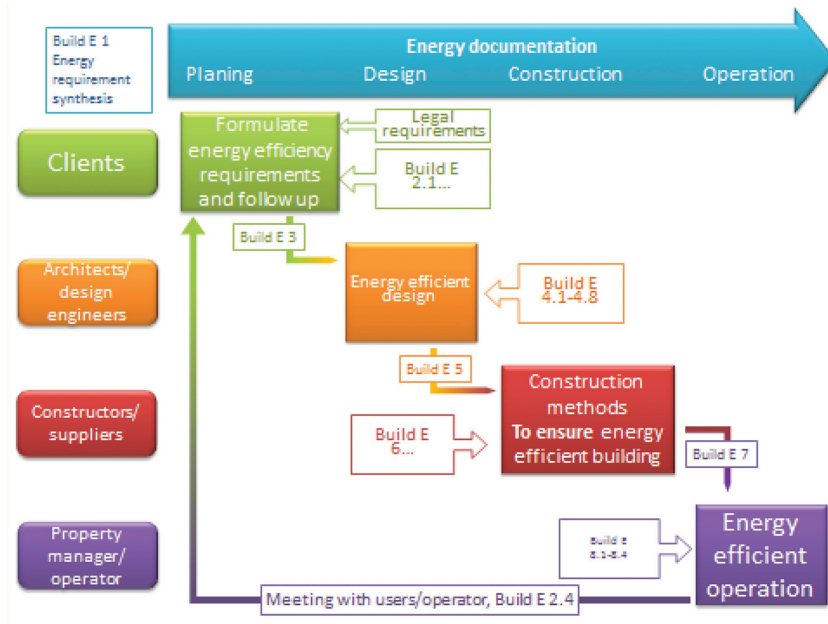 Build E 1
Energy
requirement
synthesis
Energy documentation
Planing Design Construction Operation
Clients
Formulate
energy efficiency
requirements
and follow up
Legal
requirements
Build E
2.1...
Build E 3
Architects/
design
engineers
Energy efficient
design
Build E
4.1-4.8
Build E 5
Constructors/
suppliers
Build E
6...
Construction
methods
To ensure energy
efficient building
Build E 7
Property
manager/
operator
Build E
8.1-8.4
Energy
efficient
operation
Meeting with users/operator, Build E 2.4